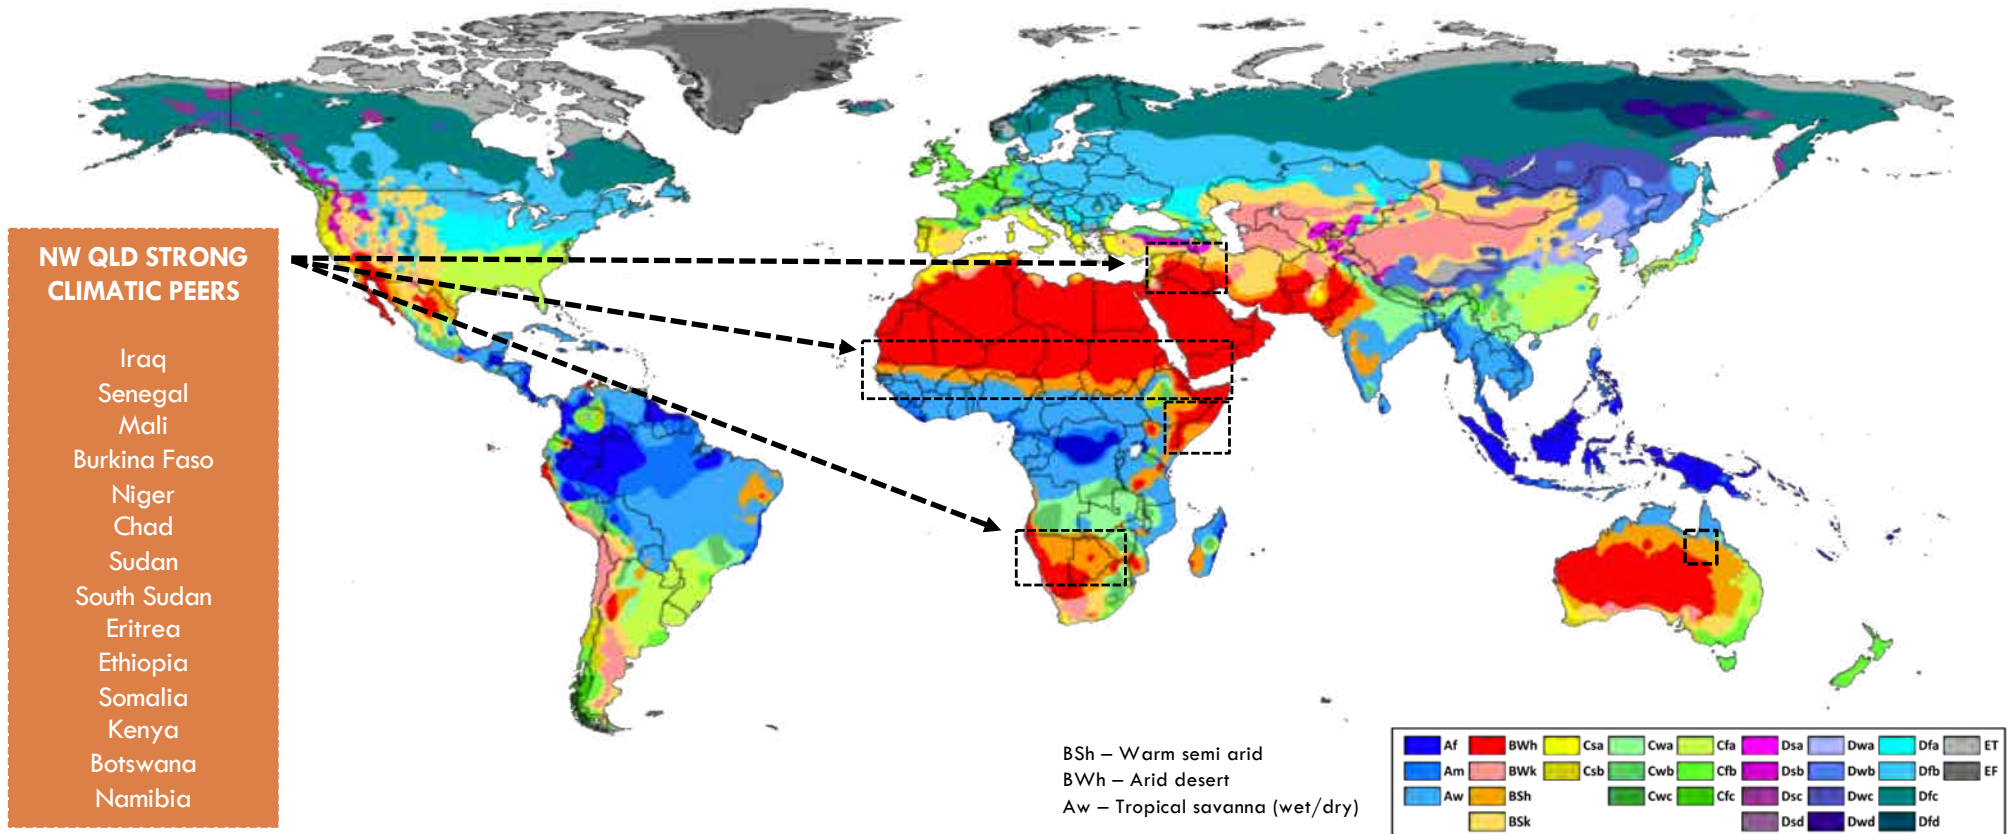 NW QLD STRONG
CLIMATIC PEERS
Iraq
Senegal
Mali
Burkina Faso
Niger
Chad
Sudan
South Sudan
Eritrea
Ethiopia
Somalia
Kenya
Botswana
Namibia
BSh – Warm semi arid
BWh – Arid desert
Aw – Tropical savanna (wet/dry)
Af BWh Csa Cwa Cfa Dsa Dwa Dfa ET
Am BWk Csb Cwb Cfb Dsb Dwb Dfb EF
Aw BSh Cwc Cfc Dsc Dwc Dfc
BSk Dsd Dwd Dfd